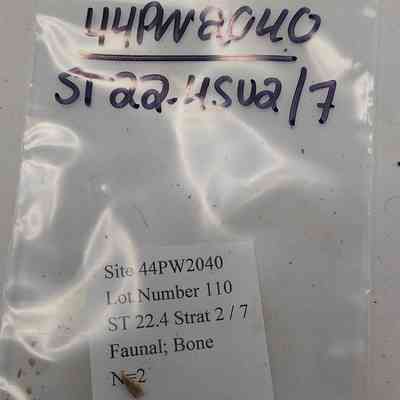 44PW2040
ST 22.4 SU2/7
Site 44PW2040
Lot Number 110
ST 22.4 Strat 2 / 7
Faunal; Bone
N=2